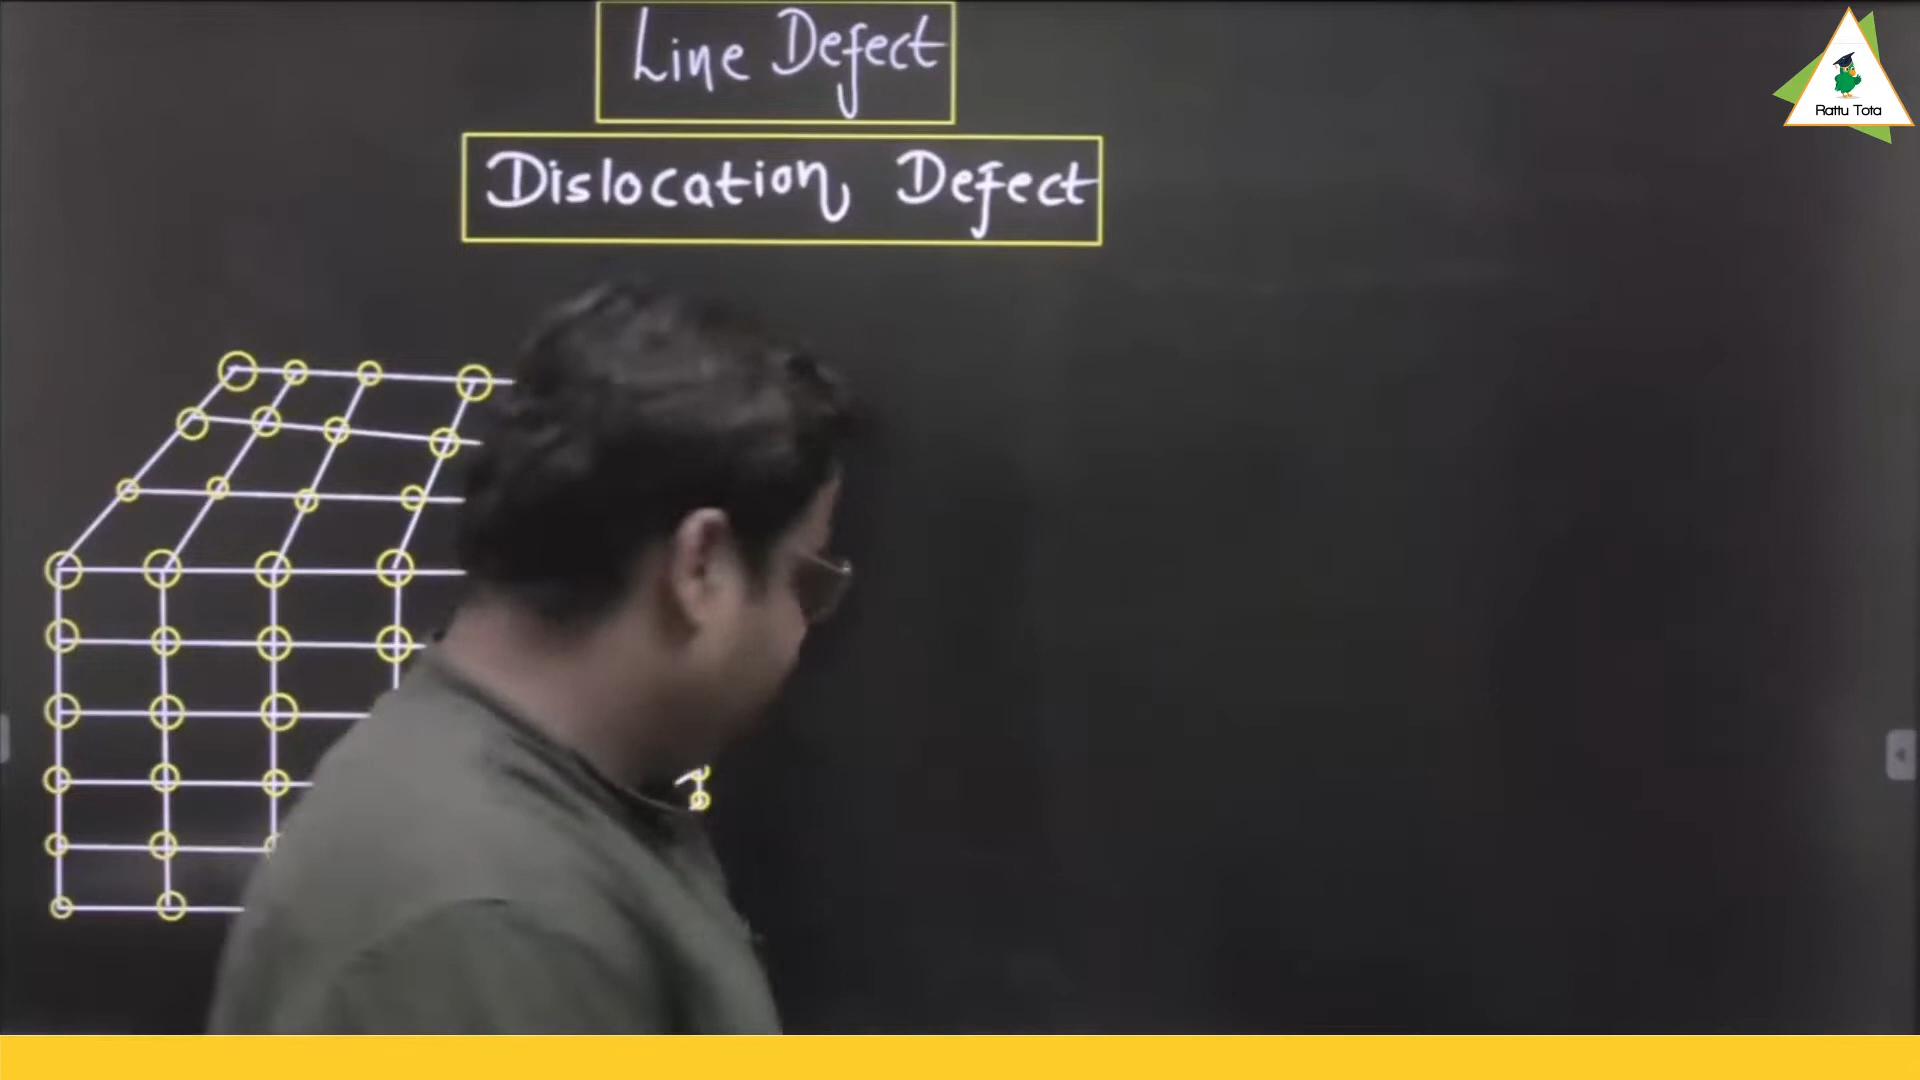 Line Defect
Dislocation Defect
Rattu Tota